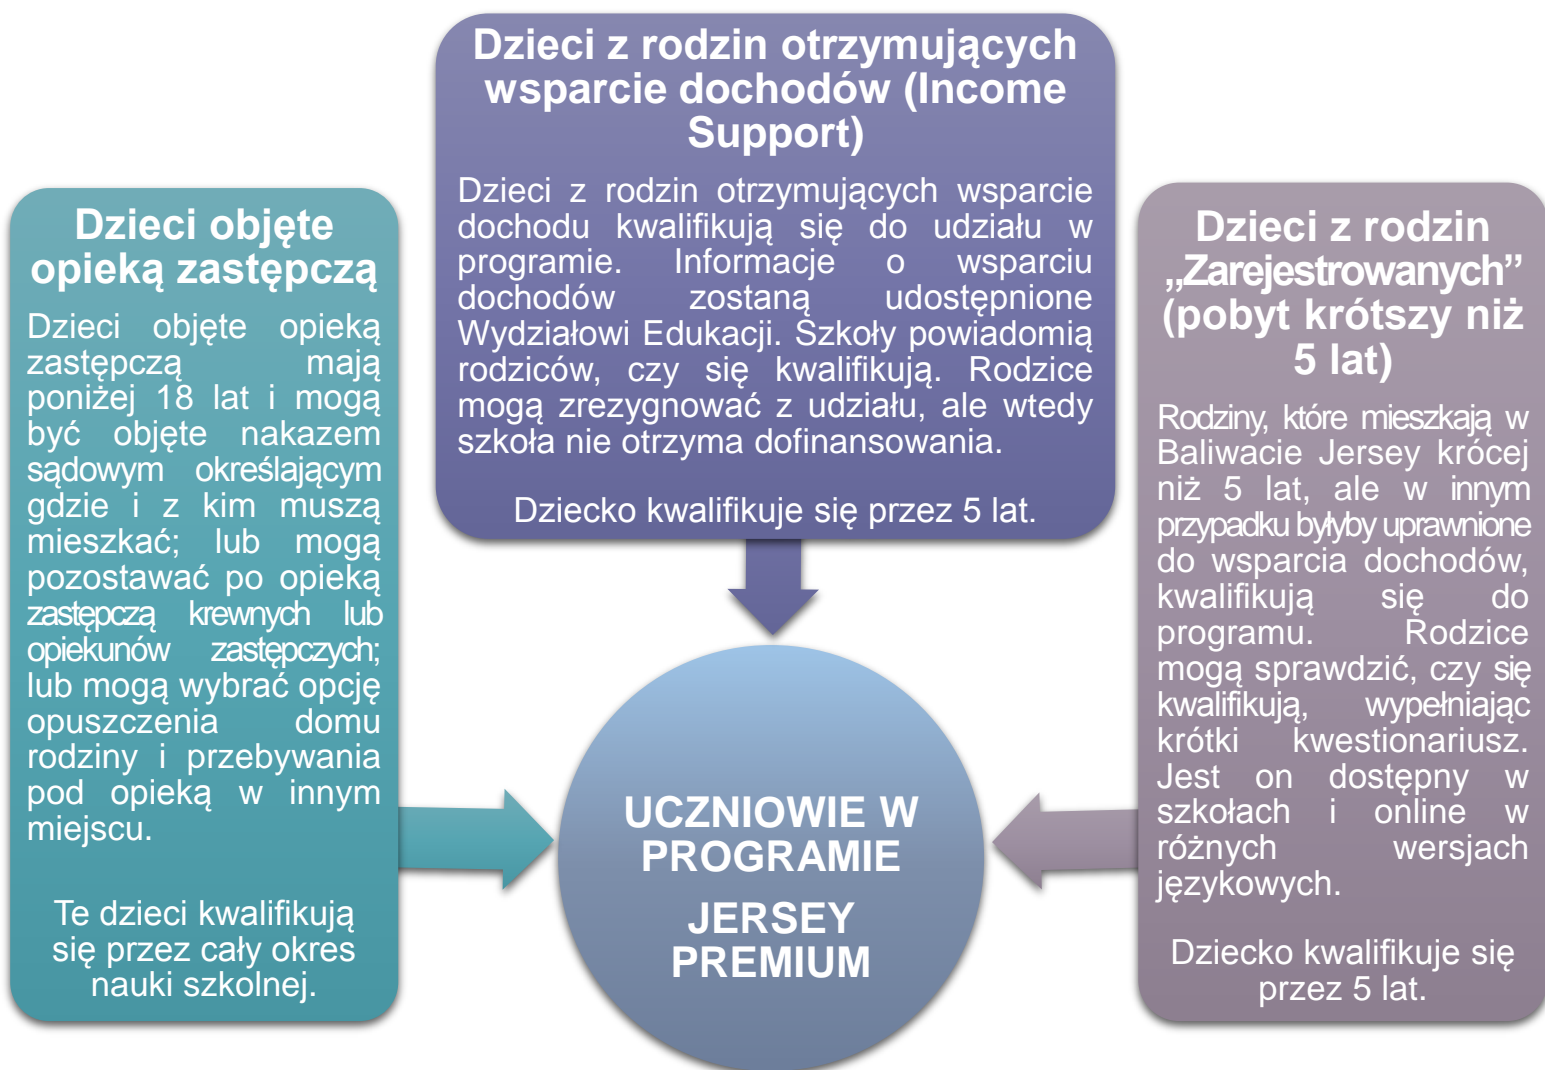 Dzieci z rodzin otrzymujących
wsparcie dochodów (Income
Support)
Dzieci z rodzin otrzymujących wsparcie
dochodu kwalifikują się do udziału w
programie. Informacje o wsparciu
dochodów zostaną udostępnione
Wydziałowi Edukacji. Szkoły powiadomią
rodziców, czy się kwalifikują. Rodzice
mogą zrezygnować z udziału, ale wtedy
szkoła nie otrzyma dofinansowania.
Dziecko kwalifikuje się przez 5 lat.
Dzieci objęte
opieką zastępczą
Dzieci objęte opieką
zastępczą mają
poniżej 18 lat i mogą
być objęte nakazem
sądowym określającym
gdzie i z kim muszą
mieszkać; lub mogą
pozostawać po opieką
zastępczą krewnych lub
opiekunów zastępczych;
lub mogą wybrać opcję
opuszczenia domu
rodziny i przebywania
pod opieką w innym
miejscu.
Te dzieci kwalifikują
się przez cały okres
nauki szkolnej.
Dzieci z rodzin
„Zarejestrowanych”
(pobyt krótszy niż
5 lat)
Rodziny, które mieszkają w
Baliwacie Jersey krócej
niż 5 lat, ale w innym
przypadku byłyby uprawnione
do wsparcia dochodów,
kwalifikują się do
programu. Rodzice
mogą sprawdzić, czy się
kwalifikują, wypełniając
krótki kwestionariusz.
Jest on dostępny w
szkołach i online w
różnych wersjach
językowych.
Dziecko kwalifikuje się
przez 5 lat.
UCZNIOWIE W
PROGRAMIE
JERSEY
PREMIUM